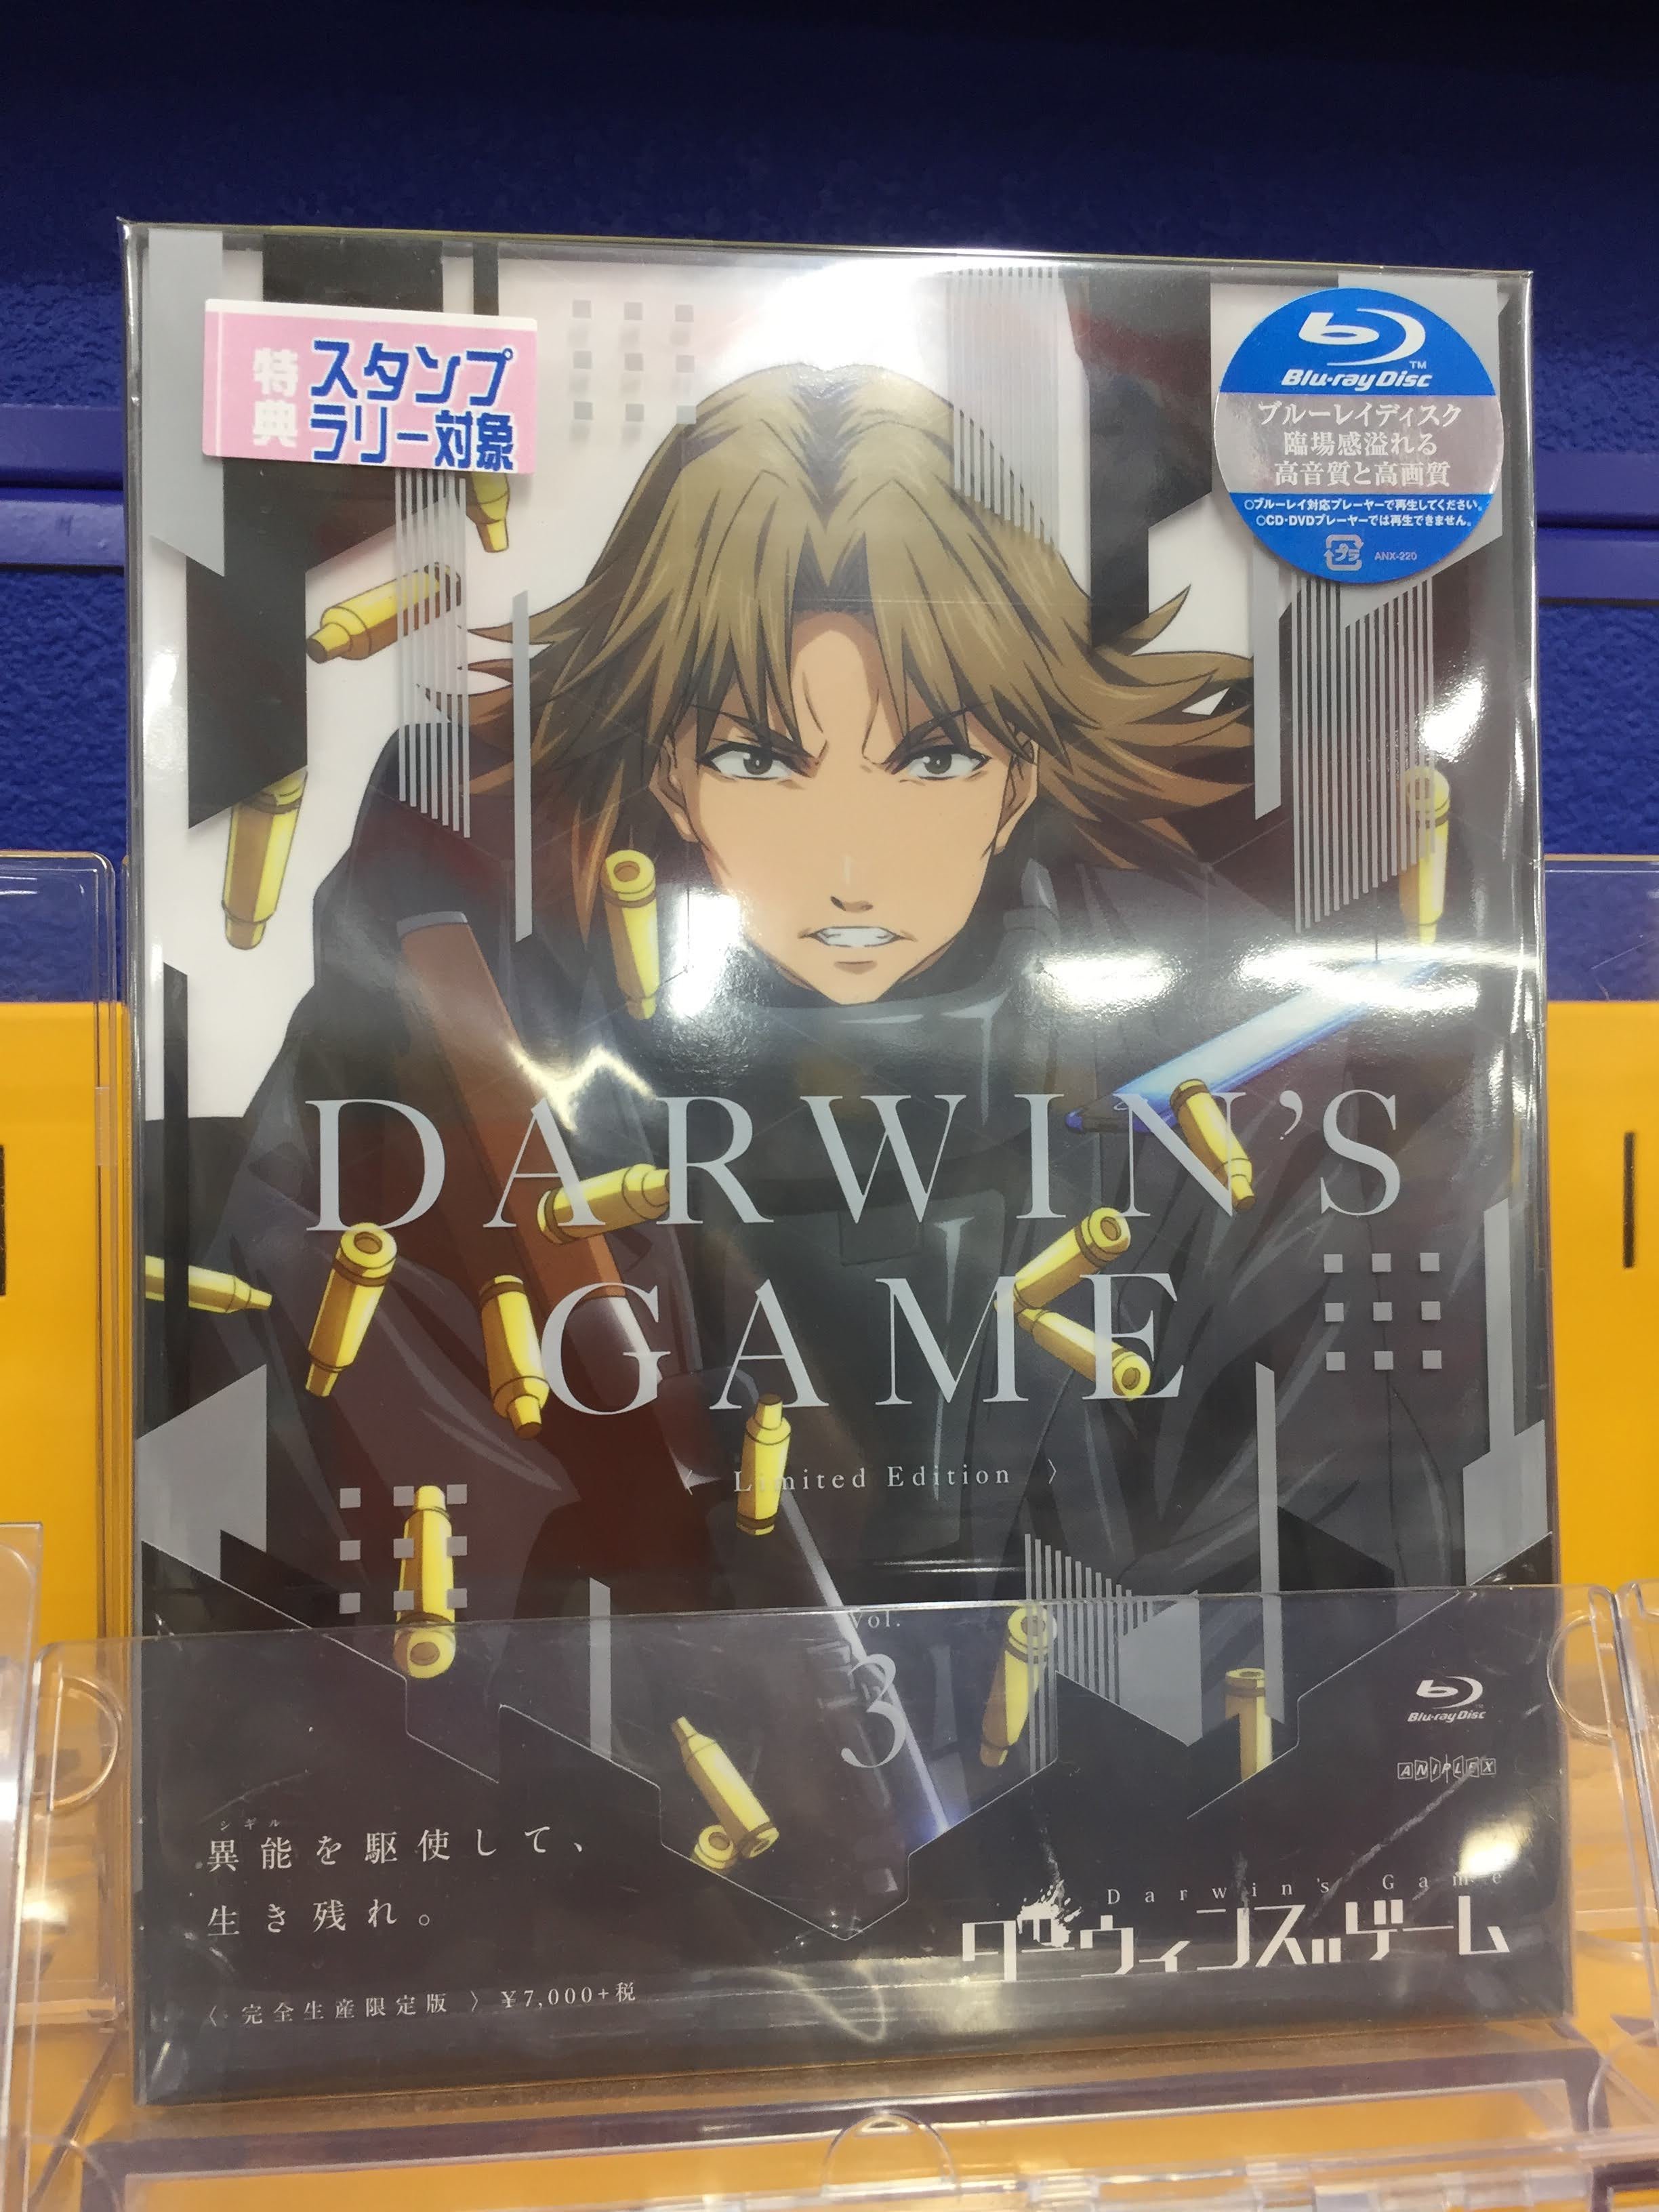 特典
スタンプ
ラリー対象
Blu-ray Disc
TM
ブルーレイディスク
臨場感溢れる
高音質と高画質
○ブルーレイ対応プレーヤーで再生してください。
○CD・DVDプレーヤーでは再生できません。
プラ
ANX-220
DARWIN'S
GAME
〈 Limited Edition 〉
Vol.
3
Blu-ray Disc
ANIPLEX
シギル
異能を駆使して、
生き残れ。
〈完全生産限定版〉¥7,000+税
Darwin's Game
ダーウィンズゲーム